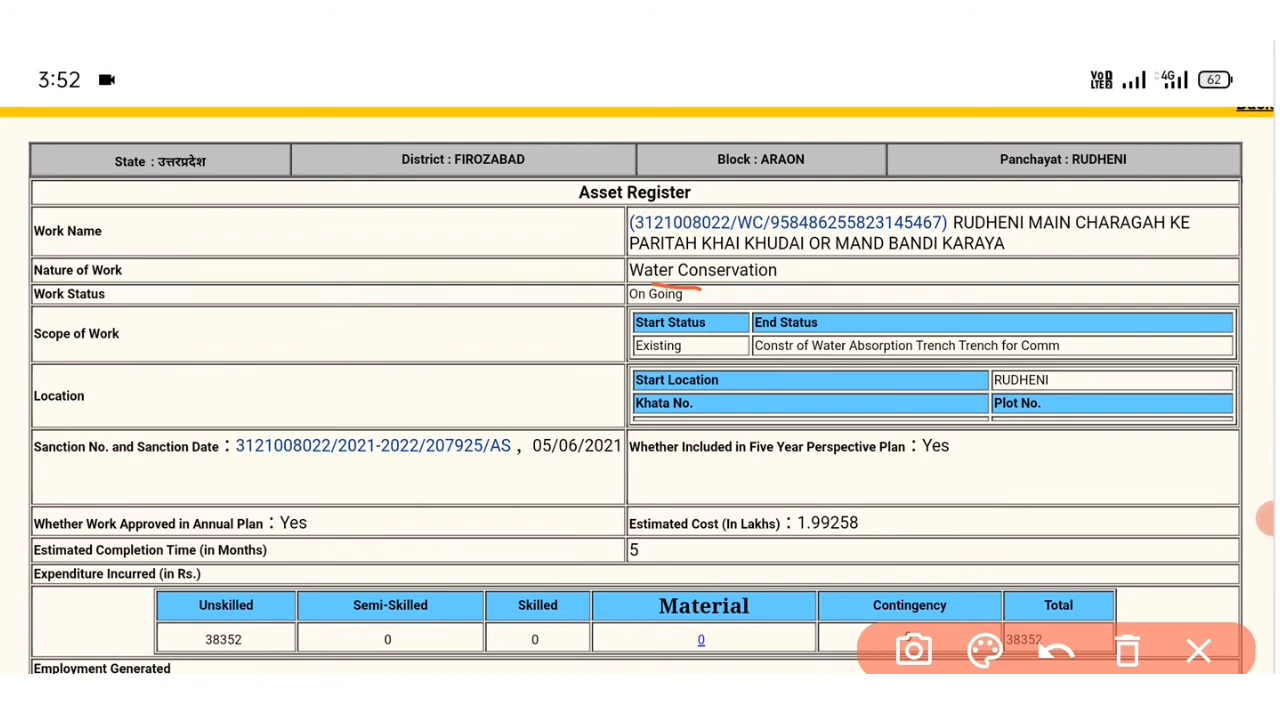 3:52
VoD LTE2
4G
62
State : उत्तरप्रदेश District : FIROZABAD Block : ARAON Panchayat : RUDHENI
Asset Register
Work Name (3121008022/WC/958486255823145467) RUDHENI MAIN CHARAGAH KE
PARITAH KHAI KHUDAI OR MAND BANDI KARAYA
Nature of Work Water Conservation
Work Status On Going
Scope of Work
Start Status End Status
Existing Constr of Water Absorption Trench Trench for Comm
Location
Start Location RUDHENI
Khata No. Plot No.
Sanction No. and Sanction Date : 3121008022/2021-2022/207925/AS , 05/06/2021 Whether Included in Five Year Perspective Plan : Yes
Whether Work Approved in Annual Plan : Yes Estimated Cost (In Lakhs) : 1.99258
Estimated Completion Time (in Months) 5
Expenditure Incurred (in Rs.)
Unskilled Semi-Skilled Skilled Material Contingency Total
38352 0 0 0 38352
Employment Generated